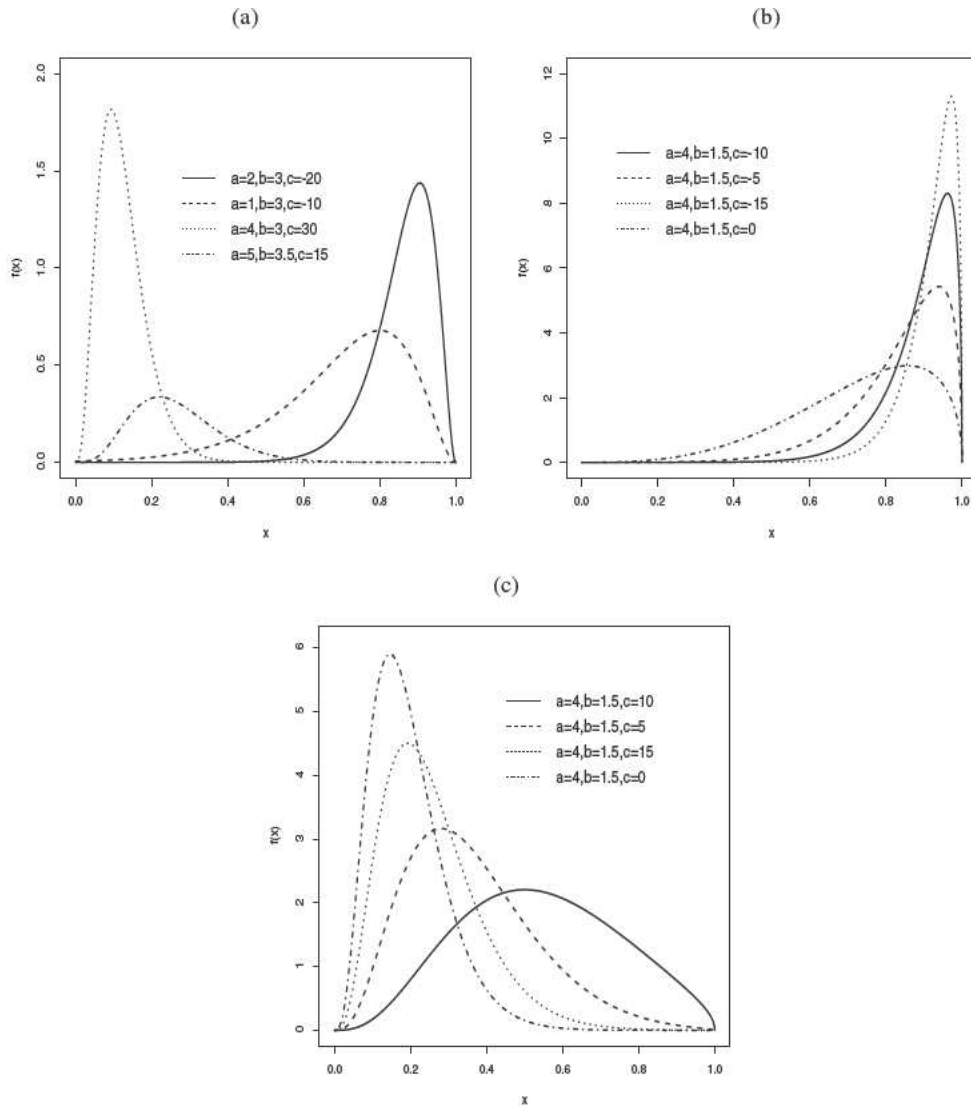 (a)
(b)
2.0
1.5
1.0
0.5
0.0
f(x)
a=2,b=3,c=-20
a=1,b=3,c=-10
a=4,b=3,c=30
a=5,b=3.5,c=15
0.0 0.2 0.4 0.6 0.8 1.0
x
12
10
8
6
4
2
0
f(x)
a=4,b=1.5,c=-10
a=4,b=1.5,c=-5
a=4,b=1.5,c=-15
a=4,b=1.5,c=0
0.0 0.2 0.4 0.6 0.8 1.0
x
(c)
6
5
4
3
2
1
0
f(x)
a=4,b=1.5,c=10
a=4,b=1.5,c=5
a=4,b=1.5,c=15
a=4,b=1.5,c=0
0.0 0.2 0.4 0.6 0.8 1.0
x